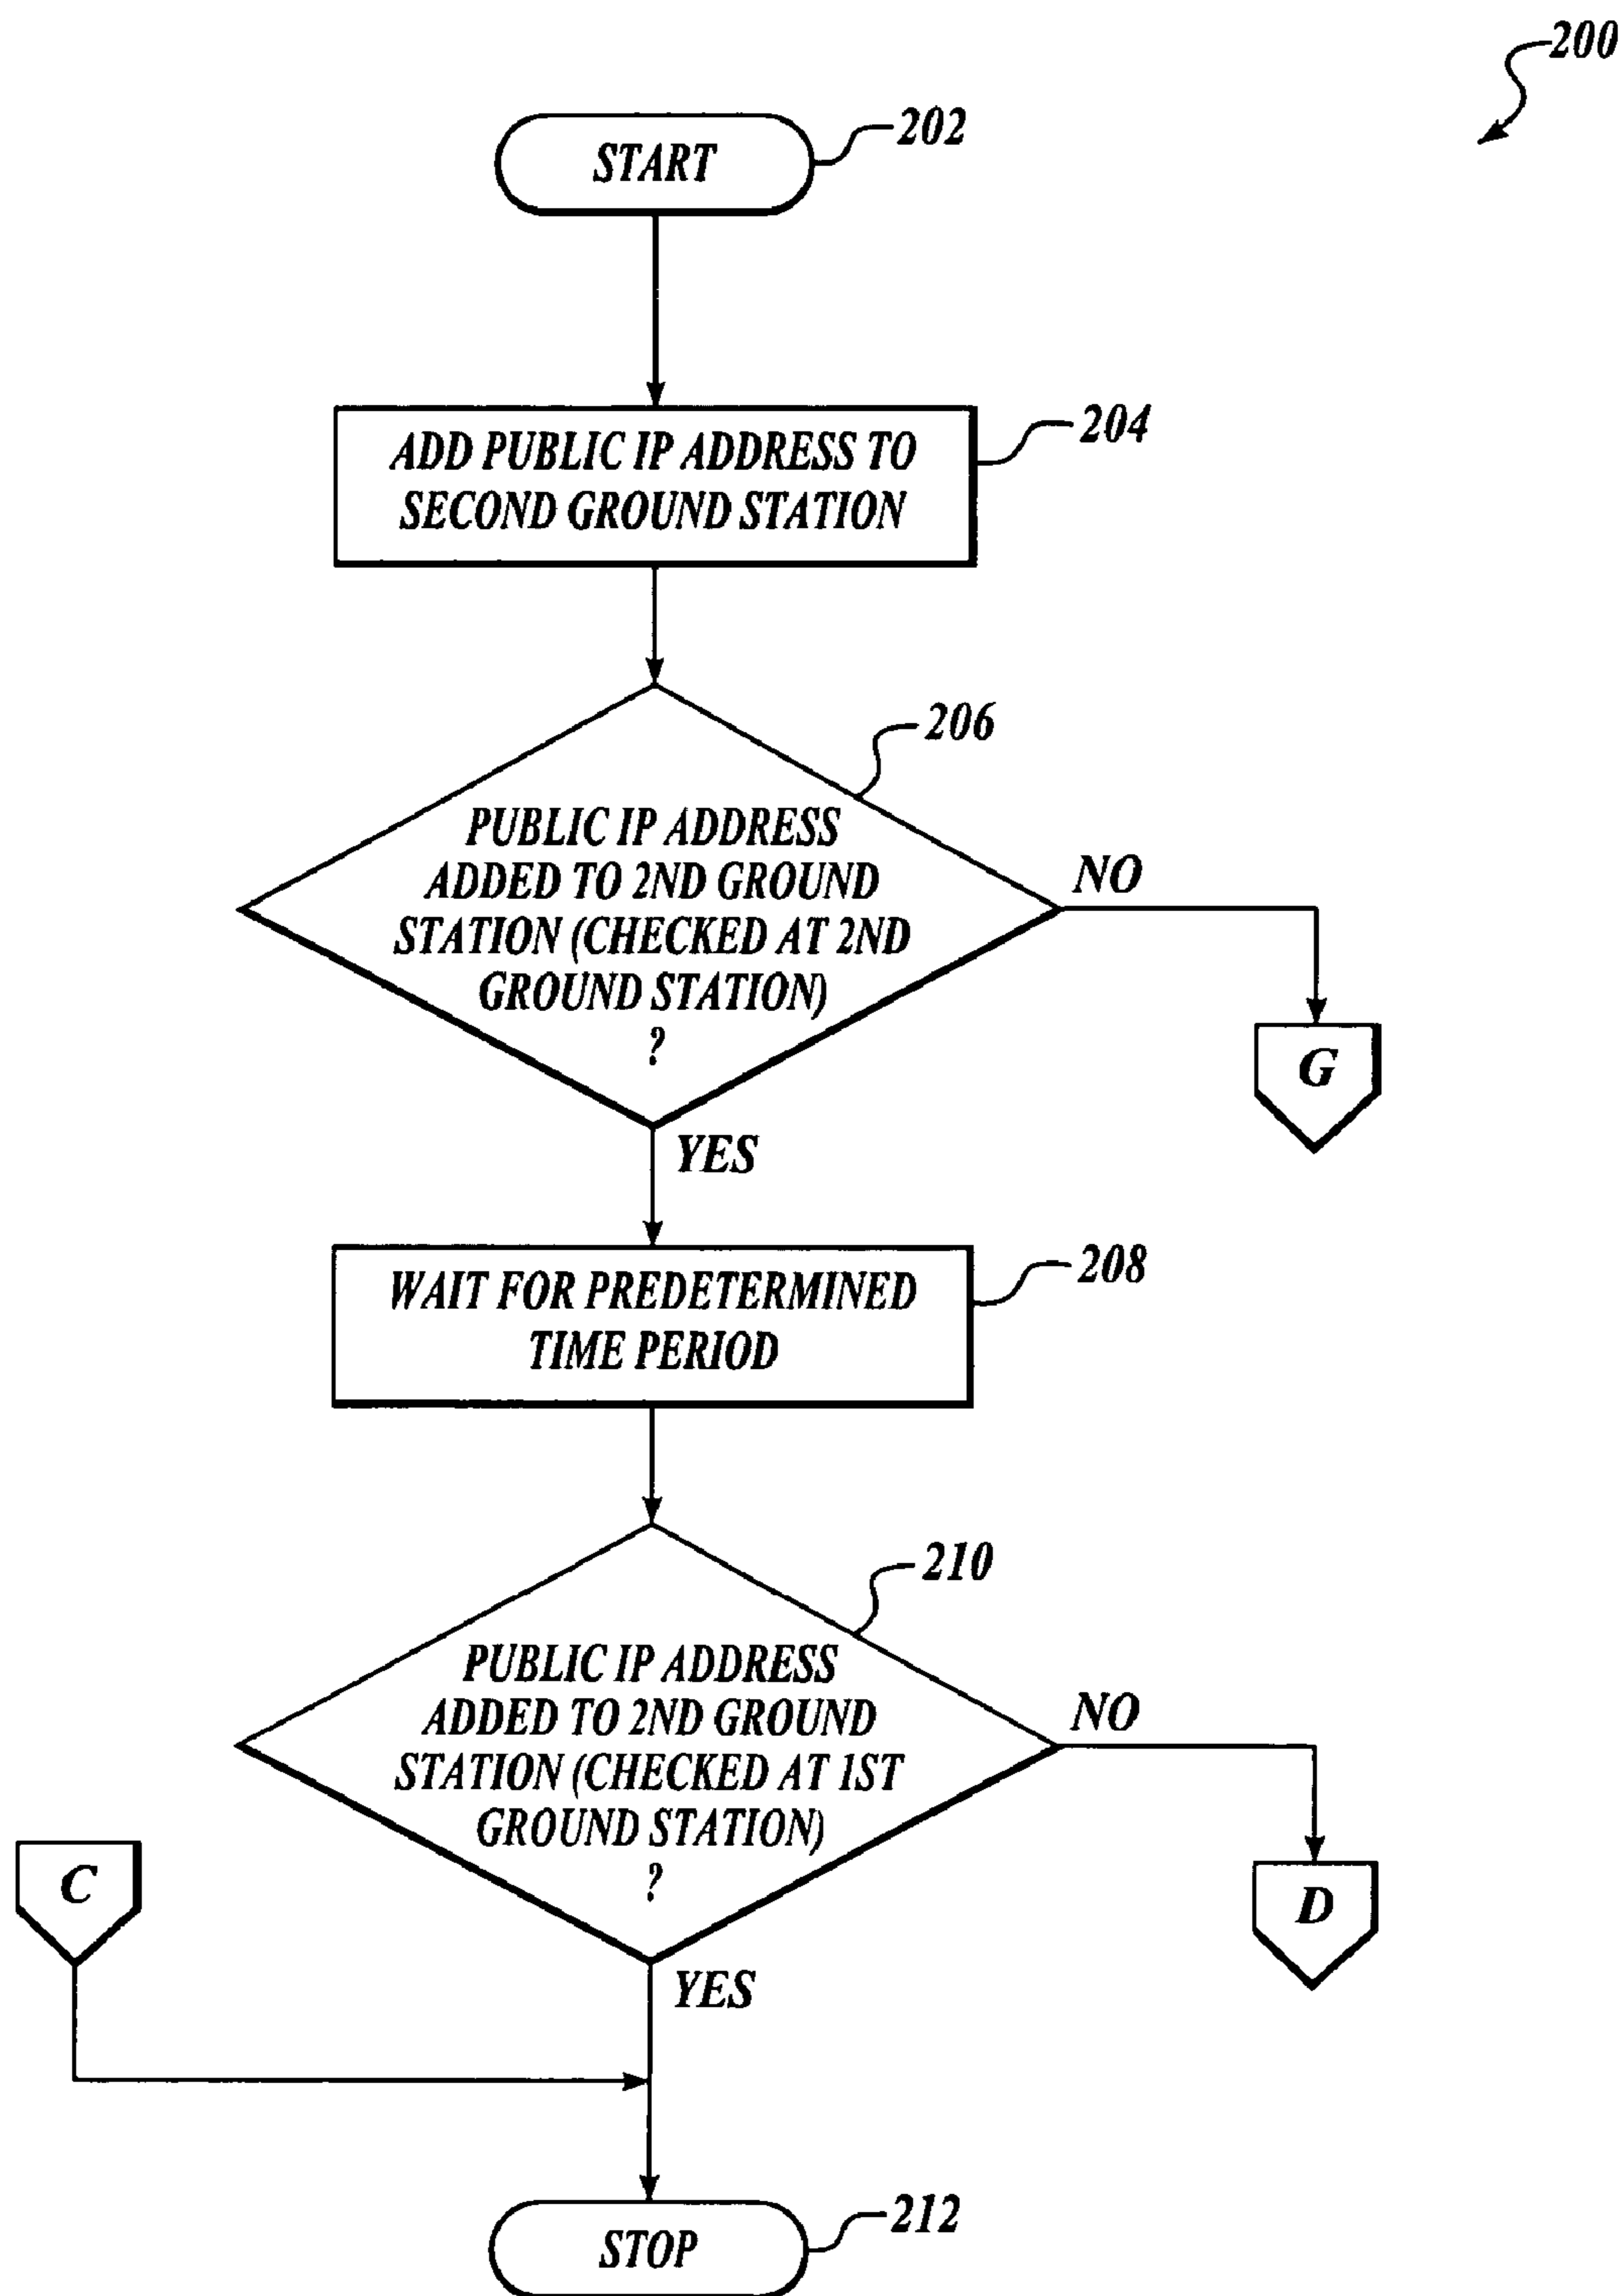 200
START
202
ADD PUBLIC IP ADDRESS TO
SECOND GROUND STATION
204
206
PUBLIC IP ADDRESS
ADDED TO 2ND GROUND
STATION (CHECKED AT 2ND
GROUND STATION)
?
NO
G
YES
WAIT FOR PREDETERMINED
TIME PERIOD
208
210
PUBLIC IP ADDRESS
ADDED TO 2ND GROUND
STATION (CHECKED AT 1ST
GROUND STATION)
?
NO
D
C
YES
STOP
212